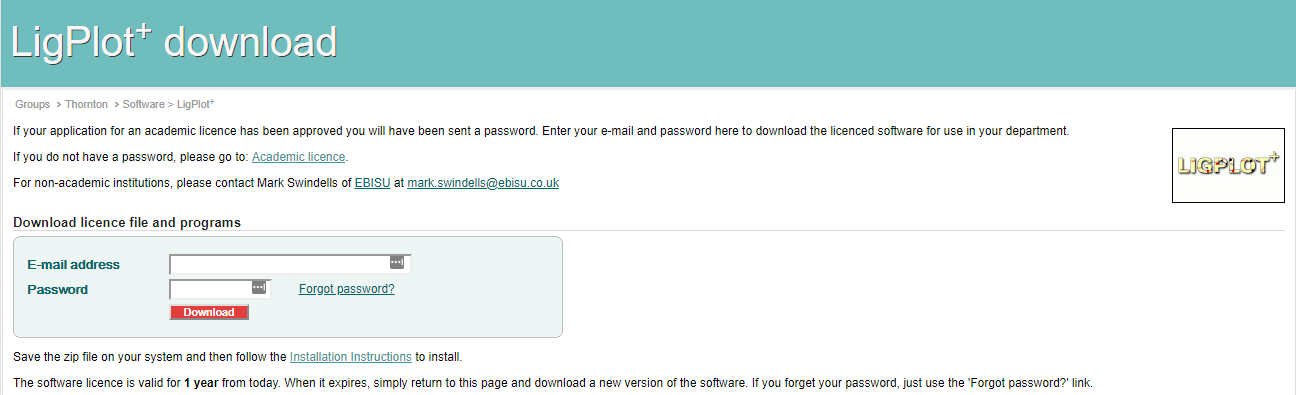 LigPlot+ download
Groups > Thornton > Software > LigPlot+
If your application for an academic licence has been approved you will have been sent a password. Enter your e-mail and password here to download the licenced software for use in your department.
If you do not have a password, please go to: Academic licence.
For non-academic institutions, please contact Mark Swindells of EBISU at mark.swindells@ebisu.co.uk
LIGPLOT+
Download licence file and programs
E-mail address
Password Forgot password?
Download
Save the zip file on your system and then follow the Installation Instructions to install.
The software licence is valid for 1 year from today. When it expires, simply return to this page and download a new version of the software. If you forget your password, just use the 'Forgot password?' link.